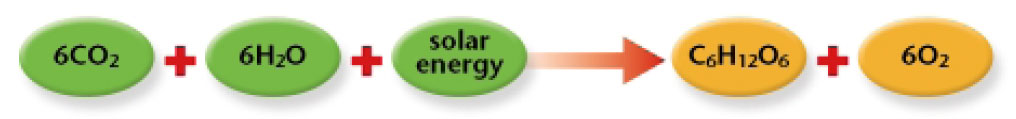 6CO₂ + 6H₂O + solar energy → C₆H₁₂O₆ + 6O₂